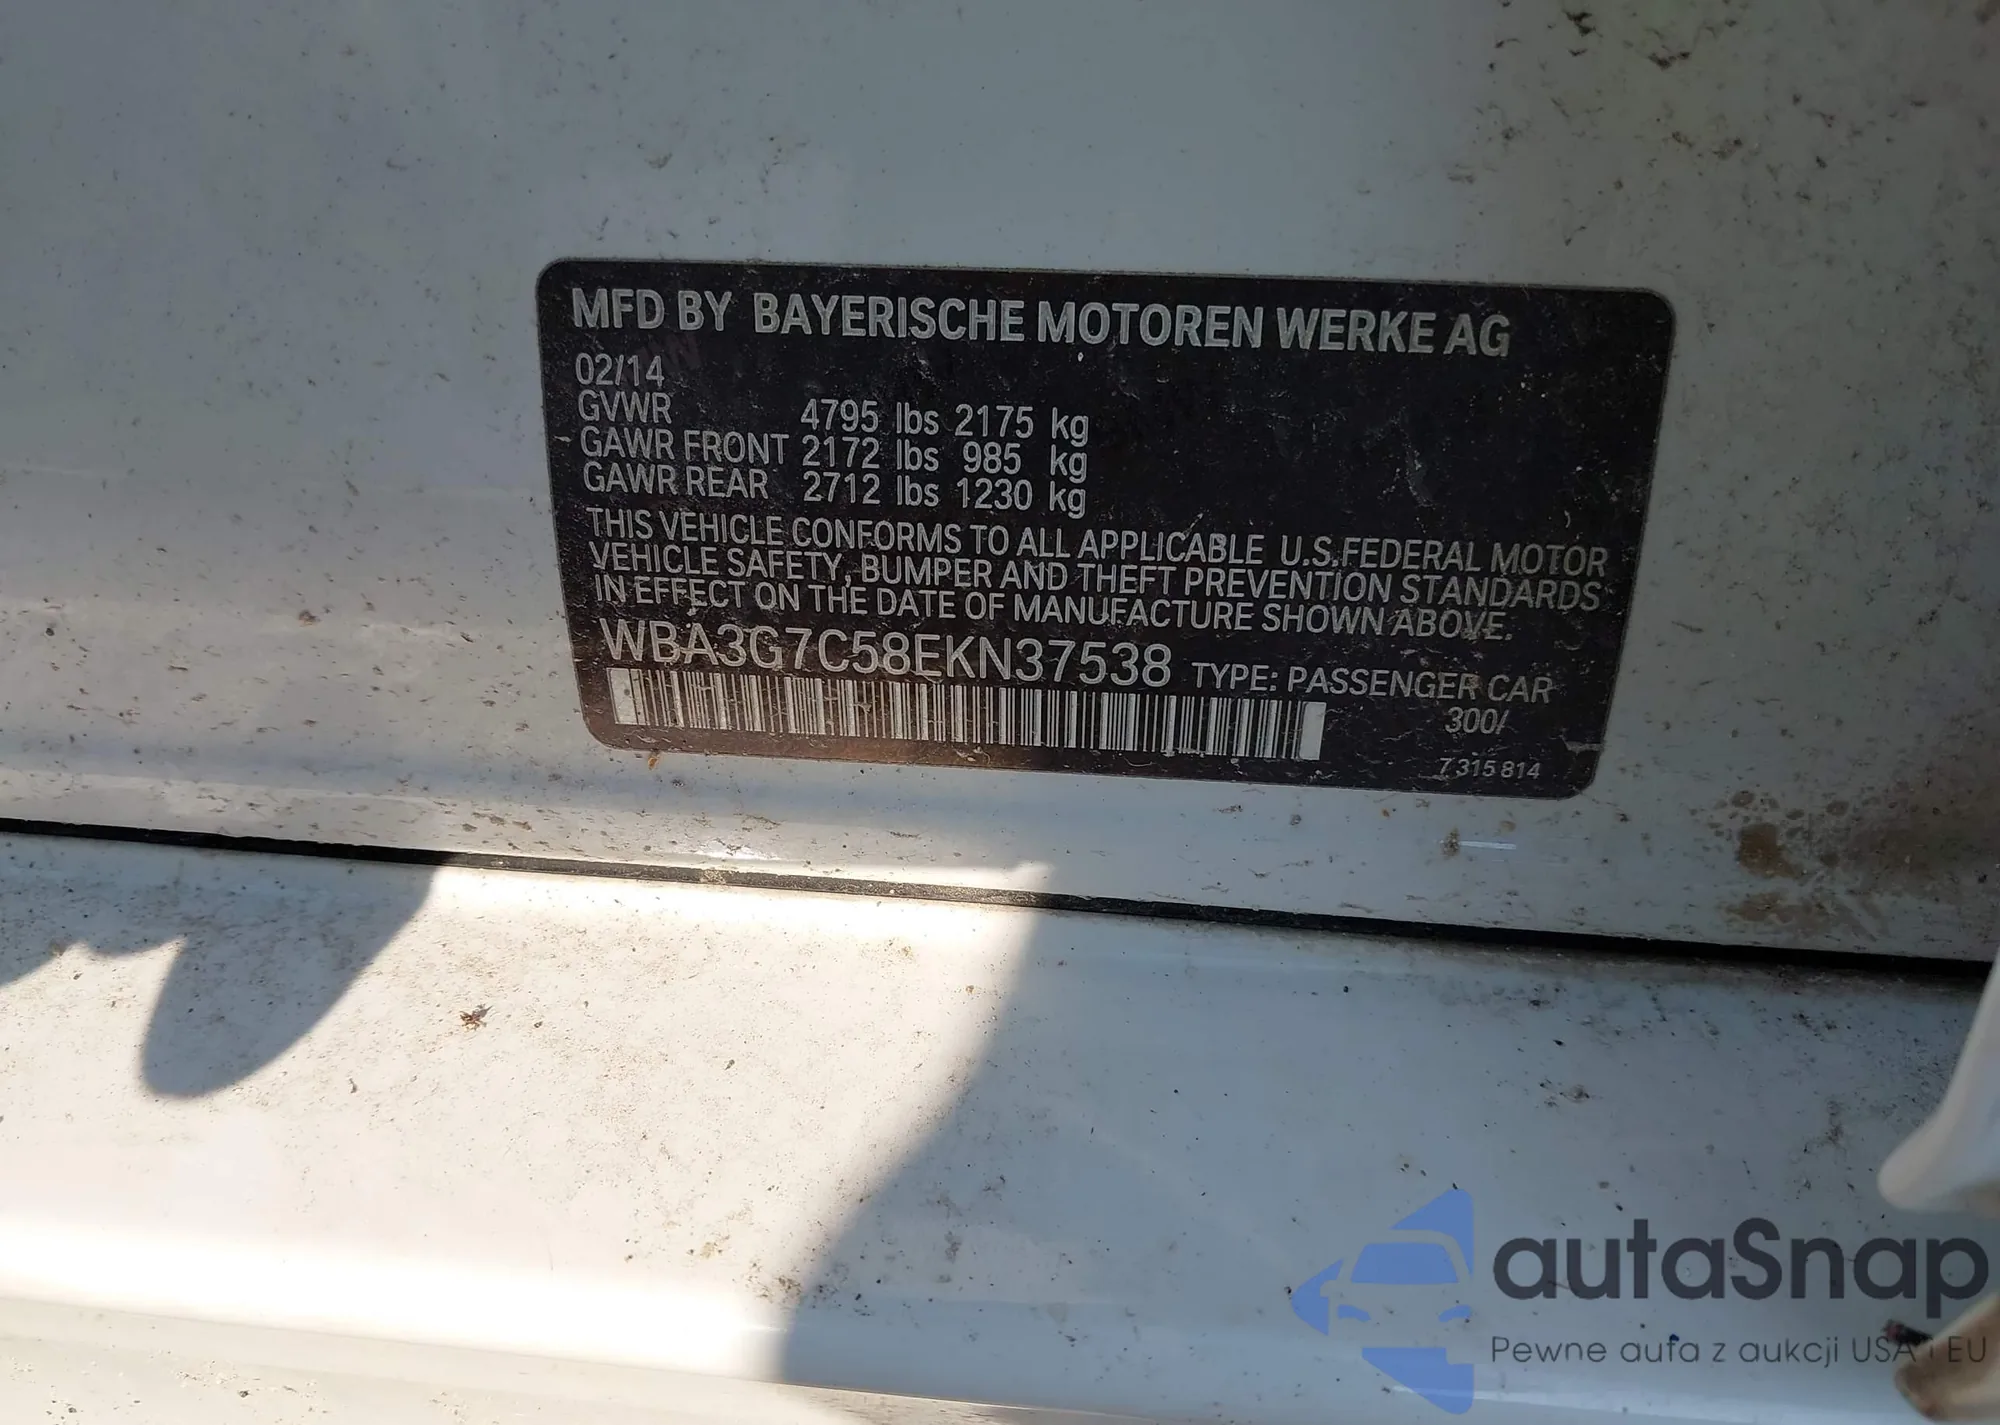 MFD BY BAYERISCHE MOTOREN WERKE AG
02/14
GVWR 4795 lbs 2175 kg
GAWR FRONT 2172 lbs 985 kg
GAWR REAR 2712 lbs 1230 kg
THIS VEHICLE CONFORMS TO ALL APPLICABLE U.S.FEDERAL MOTOR
VEHICLE SAFETY, BUMPER AND THEFT PREVENTION STANDARDS
IN EFFECT ON THE DATE OF MANUFACTURE SHOWN ABOVE.
WBA3G7C58EKN37538 TYPE: PASSENGER CAR
300/
7 315 814
autaSnap
Pewne auta z aukcji USA i EU